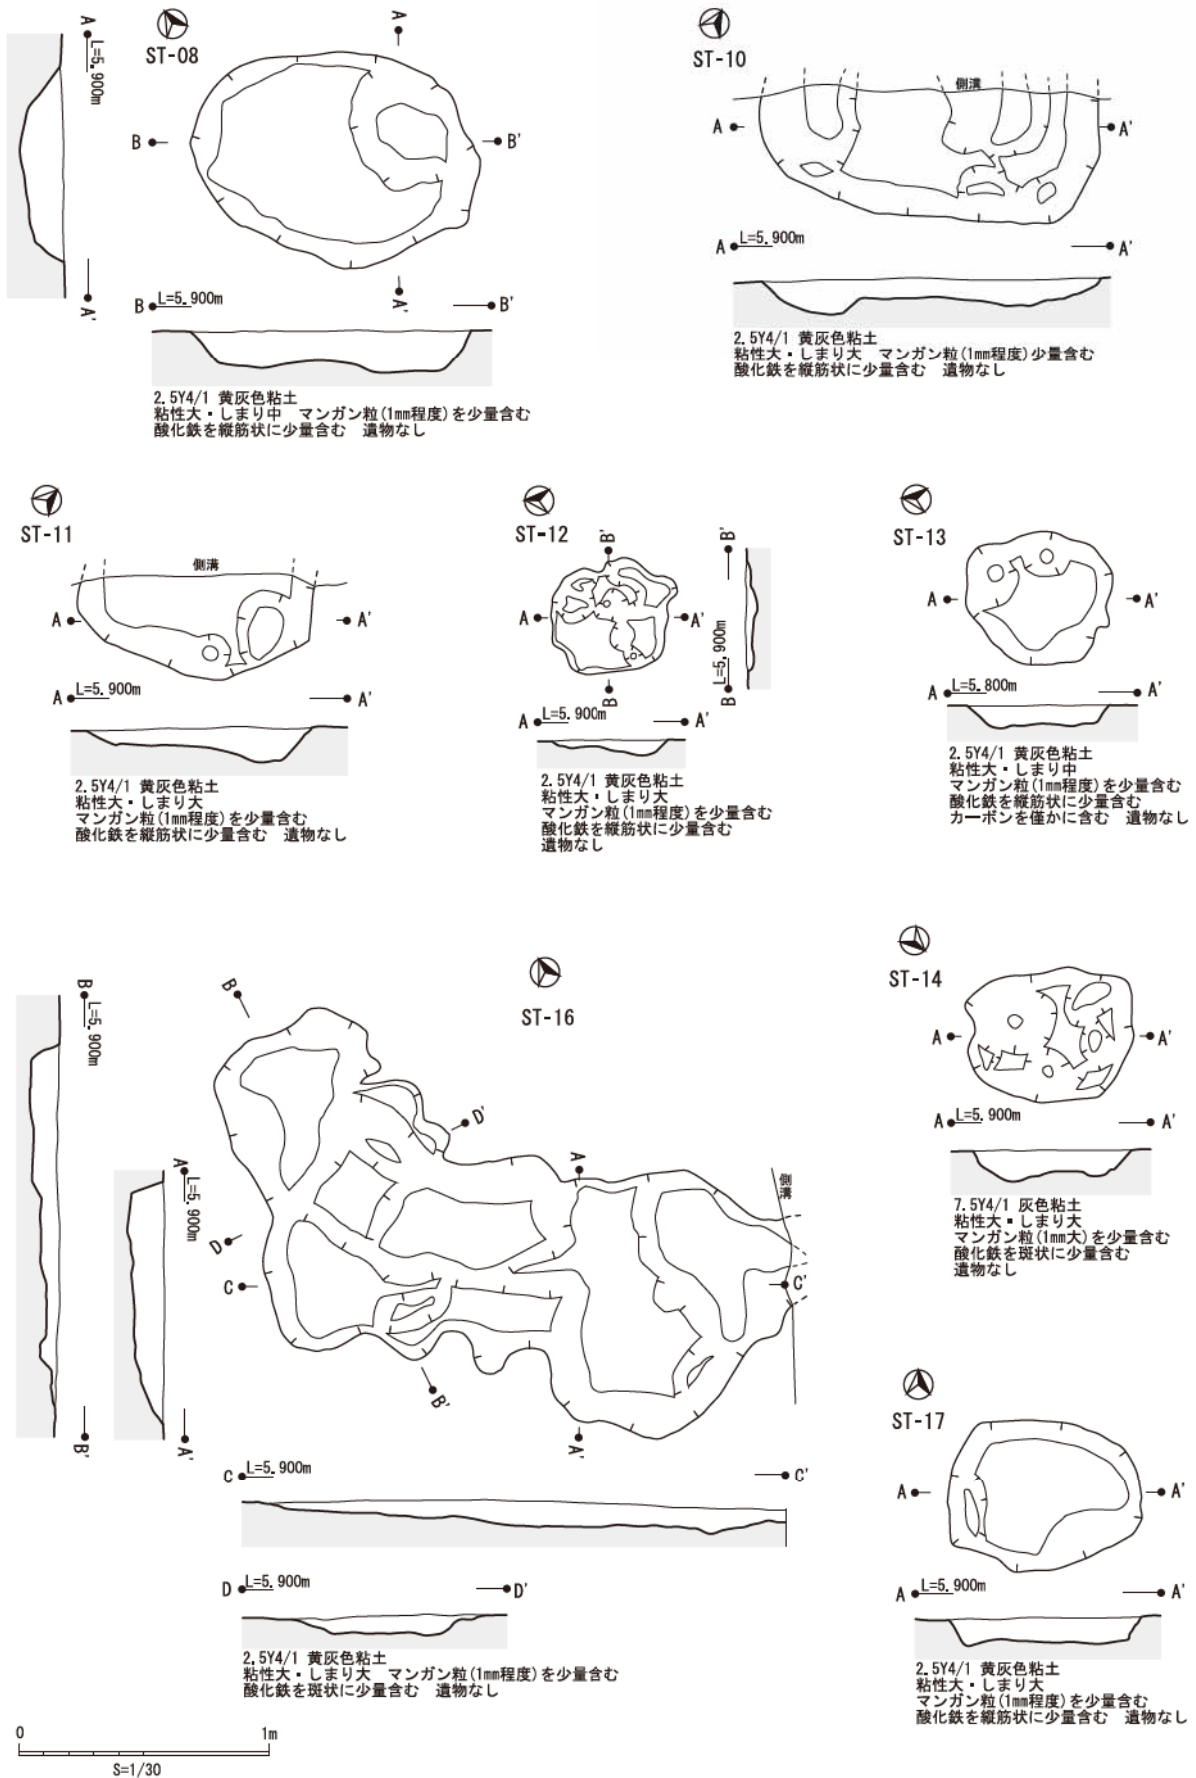 ST-08
A
L=5.900m
A'
A
B
B'
A'
B L=5.900m B'
2.5Y4/1 黄灰色粘土
粘性大・しまり中　マンガン粒(1mm程度)を少量含む
酸化鉄を縦筋状に少量含む　遺物なし
ST-10
側溝
A
A'
A L=5.900m A'
2.5Y4/1 黄灰色粘土
粘性大・しまり大　マンガン粒(1mm程度)少量含む
酸化鉄を縦筋状に少量含む　遺物なし
ST-11
側溝
A
A'
A L=5.900m A'
2.5Y4/1 黄灰色粘土
粘性大・しまり大
マンガン粒(1mm程度)を少量含む
酸化鉄を縦筋状に少量含む　遺物なし
ST-12
B'
A
A'
B
B'
L=5.900m
B
A L=5.900m A'
2.5Y4/1 黄灰色粘土
粘性大・しまり大
マンガン粒(1mm程度)を少量含む
酸化鉄を縦筋状に少量含む
遺物なし
ST-13
A
A'
A L=5.800m A'
2.5Y4/1 黄灰色粘土
粘性大・しまり中
マンガン粒(1mm程度)を少量含む
酸化鉄を縦筋状に少量含む
カーボンを僅かに含む　遺物なし
ST-16
B
L=5.900m
B'
A
L=5.900m
A'
B
D'
A
側溝
D
C
C'
B'
A'
C L=5.900m C'
D L=5.900m D'
2.5Y4/1 黄灰色粘土
粘性大・しまり大　マンガン粒(1mm程度)を少量含む
酸化鉄を斑状に少量含む　遺物なし
ST-14
A
A'
A L=5.900m A'
7.5Y4/1 灰色粘土
粘性大・しまり大
マンガン粒(1mm大)を少量含む
酸化鉄を斑状に少量含む
遺物なし
ST-17
A
A'
A L=5.900m A'
2.5Y4/1 黄灰色粘土
粘性大・しまり大
マンガン粒(1mm程度)を少量含む
酸化鉄を縦筋状に少量含む　遺物なし
0 1m
S=1/30